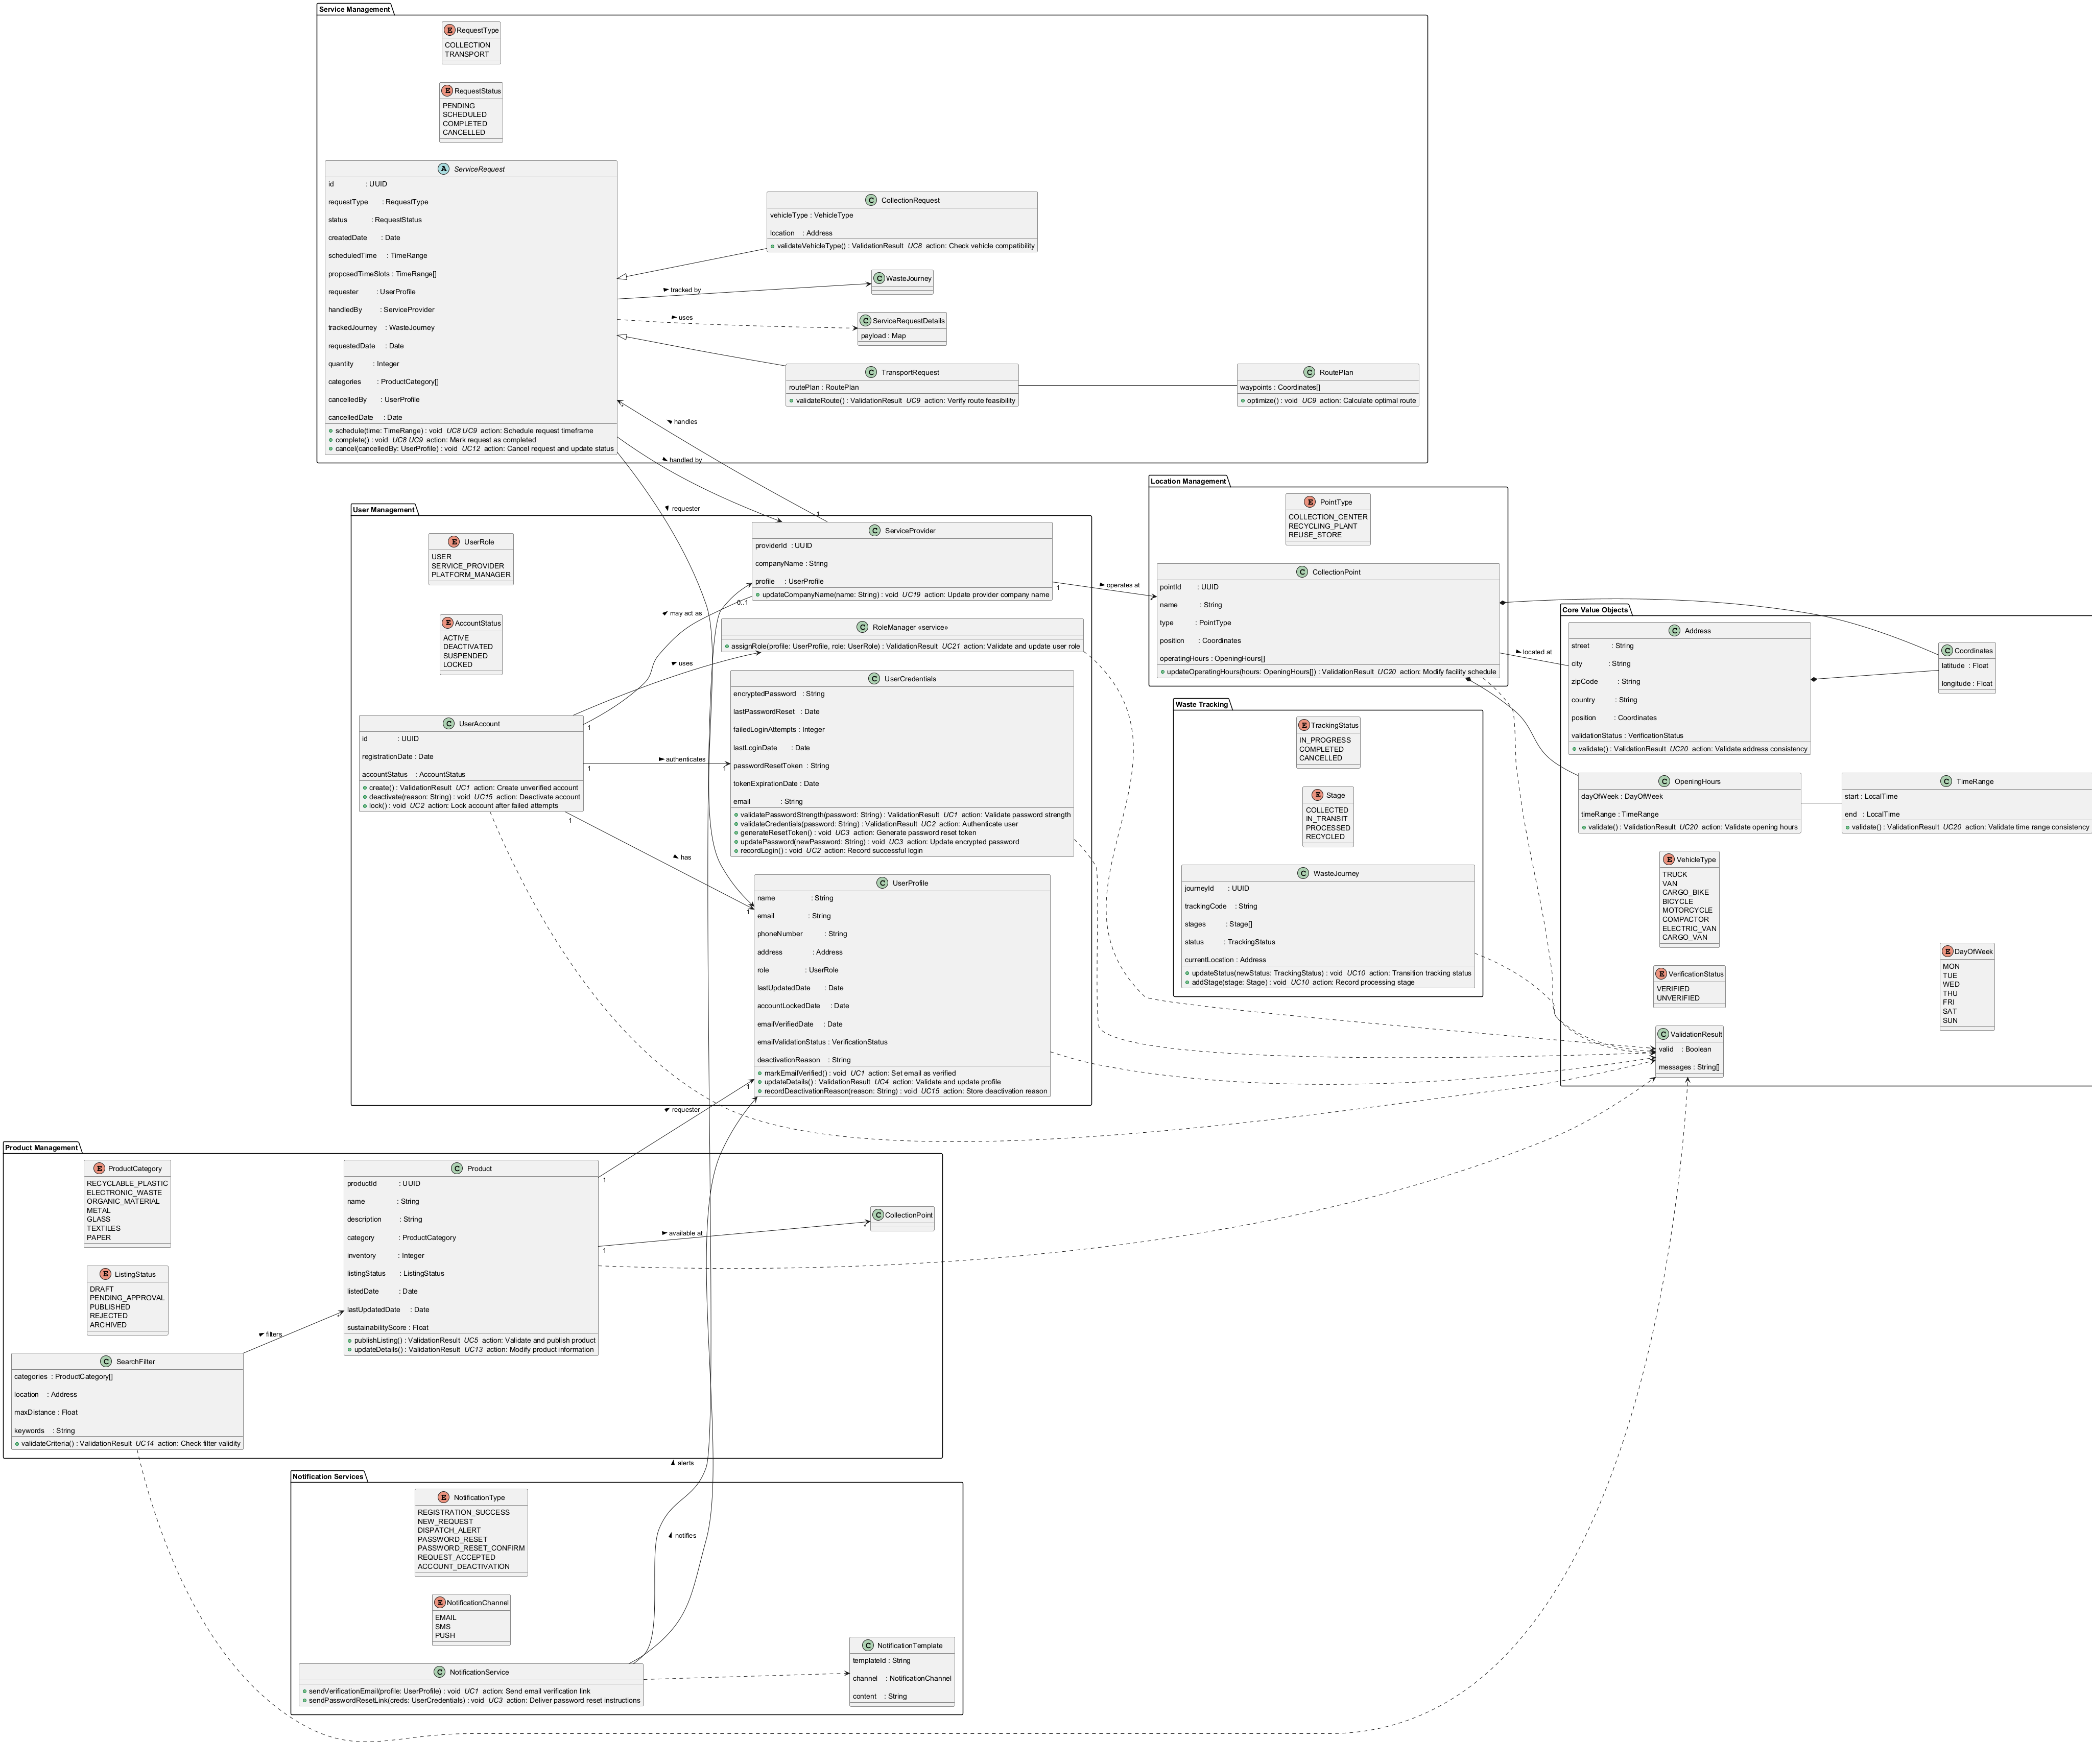 Service Management
E RequestType
COLLECTION
TRANSPORT
E RequestStatus
PENDING
SCHEDULED
COMPLETED
CANCELLED
A ServiceRequest
id : UUID
requestType : RequestType
status : RequestStatus
createdDate : Date
scheduledTime : TimeRange
proposedTimeSlots : TimeRange[]
requester : UserProfile
handledBy : ServiceProvider
trackedJourney : WasteJourney
requestedDate : Date
quantity : Integer
categories : ProductCategory[]
cancelledBy : UserProfile
cancelledDate : Date
schedule(time: TimeRange) : void UC8 UC9 action: Schedule request timeframe
complete() : void UC8 UC9 action: Mark request as completed
cancel(cancelledBy: UserProfile) : void UC12 action: Cancel request and update status
C CollectionRequest
vehicleType : VehicleType
location : Address
validateVehicleType() : ValidationResult UC8 action: Check vehicle compatibility
tracked by
C WasteJourney
uses
C ServiceRequestDetails
payload : Map
C TransportRequest
routePlan : RoutePlan
validateRoute() : ValidationResult UC9 action: Verify route feasibility
C RoutePlan
waypoints : Coordinates[]
optimize() : void UC9 action: Calculate optimal route
*
handles
handled by
requester
User Management
E UserRole
USER
SERVICE_PROVIDER
PLATFORM_MANAGER
E AccountStatus
ACTIVE
DEACTIVATED
SUSPENDED
LOCKED
C UserAccount
id : UUID
registrationDate : Date
accountStatus : AccountStatus
create() : ValidationResult UC1 action: Create unverified account
deactivate(reason: String) : void UC15 action: Deactivate account
lock() : void UC2 action: Lock account after failed attempts
1
C ServiceProvider
providerId : UUID
companyName : String
profile : UserProfile
updateCompanyName(name: String) : void UC19 action: Update provider company name
0..1
may act as
1
uses
C RoleManager «service»
assignRole(profile: UserProfile, role: UserRole) : ValidationResult UC21 action: Validate and update user role
1
authenticates
1
C UserCredentials
encryptedPassword : String
lastPasswordReset : Date
failedLoginAttempts : Integer
lastLoginDate : Date
passwordResetToken : String
tokenExpirationDate : Date
email : String
validatePasswordStrength(password: String) : ValidationResult UC1 action: Validate password strength
validateCredentials(password: String) : ValidationResult UC2 action: Authenticate user
generateResetToken() : void UC3 action: Generate password reset token
updatePassword(newPassword: String) : void UC3 action: Update encrypted password
recordLogin() : void UC2 action: Record successful login
1
has
1
C UserProfile
name : String
email : String
phoneNumber : String
address : Address
role : UserRole
lastUpdatedDate : Date
accountLockedDate : Date
emailVerifiedDate : Date
emailValidationStatus : VerificationStatus
deactivationReason : String
markEmailVerified() : void UC1 action: Set email as verified
updateDetails() : ValidationResult UC4 action: Validate and update profile
recordDeactivationReason(reason: String) : void UC15 action: Store deactivation reason
1
requester
1
operates at
*
Location Management
E PointType
COLLECTION_CENTER
RECYCLING_PLANT
REUSE_STORE
C CollectionPoint
pointId : UUID
name : String
type : PointType
position : Coordinates
operatingHours : OpeningHours[]
updateOperatingHours(hours: OpeningHours[]) : ValidationResult UC20 action: Modify facility schedule
located at
Waste Tracking
E TrackingStatus
IN_PROGRESS
COMPLETED
CANCELLED
E Stage
COLLECTED
IN_TRANSIT
PROCESSED
RECYCLED
C WasteJourney
journeyId : UUID
trackingCode : String
stages : Stage[]
status : TrackingStatus
currentLocation : Address
updateStatus(newStatus: TrackingStatus) : void UC10 action: Transition tracking status
addStage(stage: Stage) : void UC10 action: Record processing stage
Core Value Objects
C Address
street : String
city : String
zipCode : String
country : String
position : Coordinates
validationStatus : VerificationStatus
validate() : ValidationResult UC20 action: Validate address consistency
C Coordinates
latitude : Float
longitude : Float
C OpeningHours
dayOfWeek : DayOfWeek
timeRange : TimeRange
validate() : ValidationResult UC20 action: Validate opening hours
C TimeRange
start : LocalTime
end : LocalTime
validate() : ValidationResult UC20 action: Validate time range consistency
E VehicleType
TRUCK
VAN
CARGO_BIKE
BICYCLE
MOTORCYCLE
COMPACTOR
ELECTRIC_VAN
CARGO_VAN
E VerificationStatus
VERIFIED
UNVERIFIED
E DayOfWeek
MON
TUE
WED
THU
FRI
SAT
SUN
C ValidationResult
valid : Boolean
messages : String[]
Product Management
E ProductCategory
RECYCLABLE_PLASTIC
ELECTRONIC_WASTE
ORGANIC_MATERIAL
METAL
GLASS
TEXTILES
PAPER
E ListingStatus
DRAFT
PENDING_APPROVAL
PUBLISHED
REJECTED
ARCHIVED
C SearchFilter
categories : ProductCategory[]
location : Address
maxDistance : Float
keywords : String
validateCriteria() : ValidationResult UC14 action: Check filter validity
filters
*
C Product
productId : UUID
name : String
description : String
category : ProductCategory
inventory : Integer
listingStatus : ListingStatus
listedDate : Date
lastUpdatedDate : Date
sustainabilityScore : Float
publishListing() : ValidationResult UC5 action: Validate and publish product
updateDetails() : ValidationResult UC13 action: Modify product information
1
1
available at
*
C CollectionPoint
alerts
notifies
Notification Services
E NotificationType
REGISTRATION_SUCCESS
NEW_REQUEST
DISPATCH_ALERT
PASSWORD_RESET
PASSWORD_RESET_CONFIRM
REQUEST_ACCEPTED
ACCOUNT_DEACTIVATION
E NotificationChannel
EMAIL
SMS
PUSH
C NotificationService
sendVerificationEmail(profile: UserProfile) : void UC1 action: Send email verification link
sendPasswordResetLink(creds: UserCredentials) : void UC3 action: Deliver password reset instructions
C NotificationTemplate
templateId : String
channel : NotificationChannel
content : String